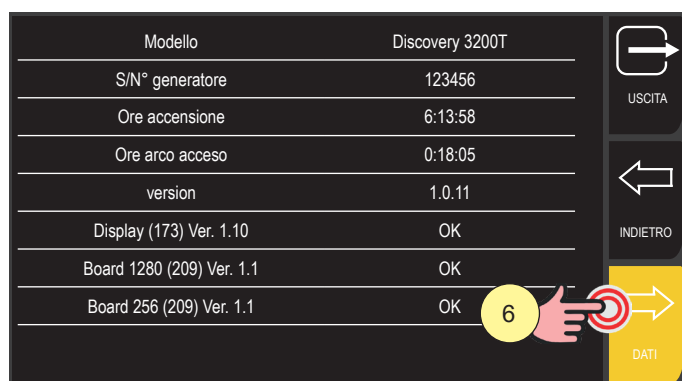 Modello Discovery 3200T
S/N° generatore 123456
Ore accensione 6:13:58
Ore arco acceso 0:18:05
version 1.0.11
Display (173) Ver. 1.10 OK
Board 1280 (209) Ver. 1.1 OK
Board 256 (209) Ver. 1.1 OK
6
USCITA
INDIETRO
DATI